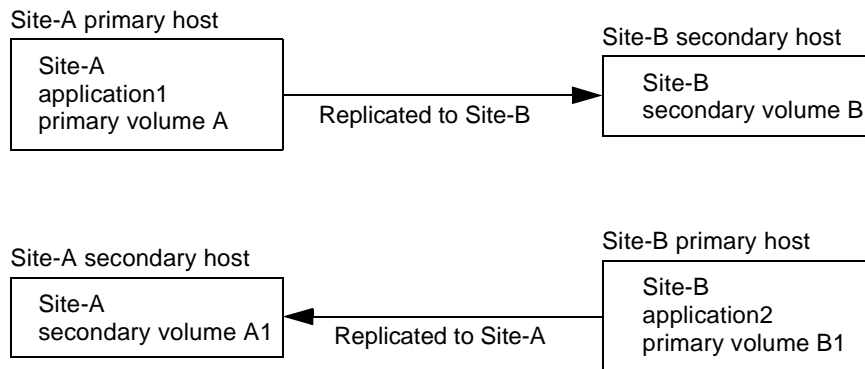 Site-A primary host
Site-A
application1
primary volume A
Replicated to Site-B
Site-B secondary host
Site-B
secondary volume B
Site-A secondary host
Site-A
secondary volume A1
Replicated to Site-A
Site-B primary host
Site-B
application2
primary volume B1